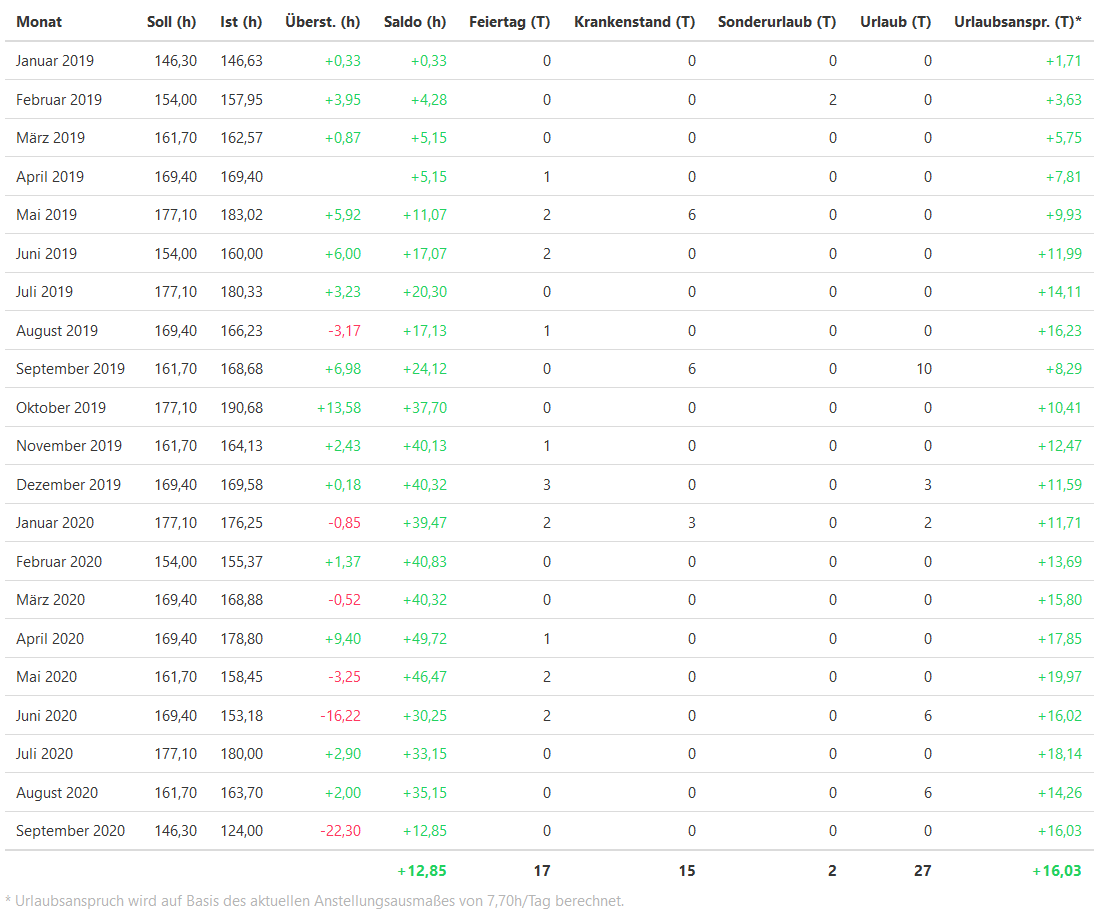 Monat Soll (h) Ist (h) Überst. (h) Saldo (h) Feiertag (T) Krankenstand (T) Sonderurlaub (T) Urlaub (T) Urlaubsanspr. (T)*
Januar 2019 146,30 146,63 +0,33 +0,33 0 0 0 0 +1,71
Februar 2019 154,00 157,95 +3,95 +4,28 0 0 2 0 +3,63
März 2019 161,70 162,57 +0,87 +5,15 0 0 0 0 +5,75
April 2019 169,40 169,40 +5,15 1 0 0 0 +7,81
Mai 2019 177,10 183,02 +5,92 +11,07 2 6 0 0 +9,93
Juni 2019 154,00 160,00 +6,00 +17,07 2 0 0 0 +11,99
Juli 2019 177,10 180,33 +3,23 +20,30 0 0 0 0 +14,11
August 2019 169,40 166,23 -3,17 +17,13 1 0 0 0 +16,23
September 2019 161,70 168,68 +6,98 +24,12 0 6 0 10 +8,29
Oktober 2019 177,10 190,68 +13,58 +37,70 0 0 0 0 +10,41
November 2019 161,70 164,13 +2,43 +40,13 1 0 0 0 +12,47
Dezember 2019 169,40 169,58 +0,18 +40,32 3 0 0 3 +11,59
Januar 2020 177,10 176,25 -0,85 +39,47 2 3 0 2 +11,71
Februar 2020 154,00 155,37 +1,37 +40,83 0 0 0 0 +13,69
März 2020 169,40 168,88 -0,52 +40,32 0 0 0 0 +15,80
April 2020 169,40 178,80 +9,40 +49,72 1 0 0 0 +17,85
Mai 2020 161,70 158,45 -3,25 +46,47 2 0 0 0 +19,97
Juni 2020 169,40 153,18 -16,22 +30,25 2 0 0 6 +16,02
Juli 2020 177,10 180,00 +2,90 +33,15 0 0 0 0 +18,14
August 2020 161,70 163,70 +2,00 +35,15 0 0 0 6 +14,26
September 2020 146,30 124,00 -22,30 +12,85 0 0 0 0 +16,03
+12,85 17 15 2 27 +16,03
* Urlaubsanspruch wird auf Basis des aktuellen Anstellungsausmaßes von 7,70h/Tag berechnet.